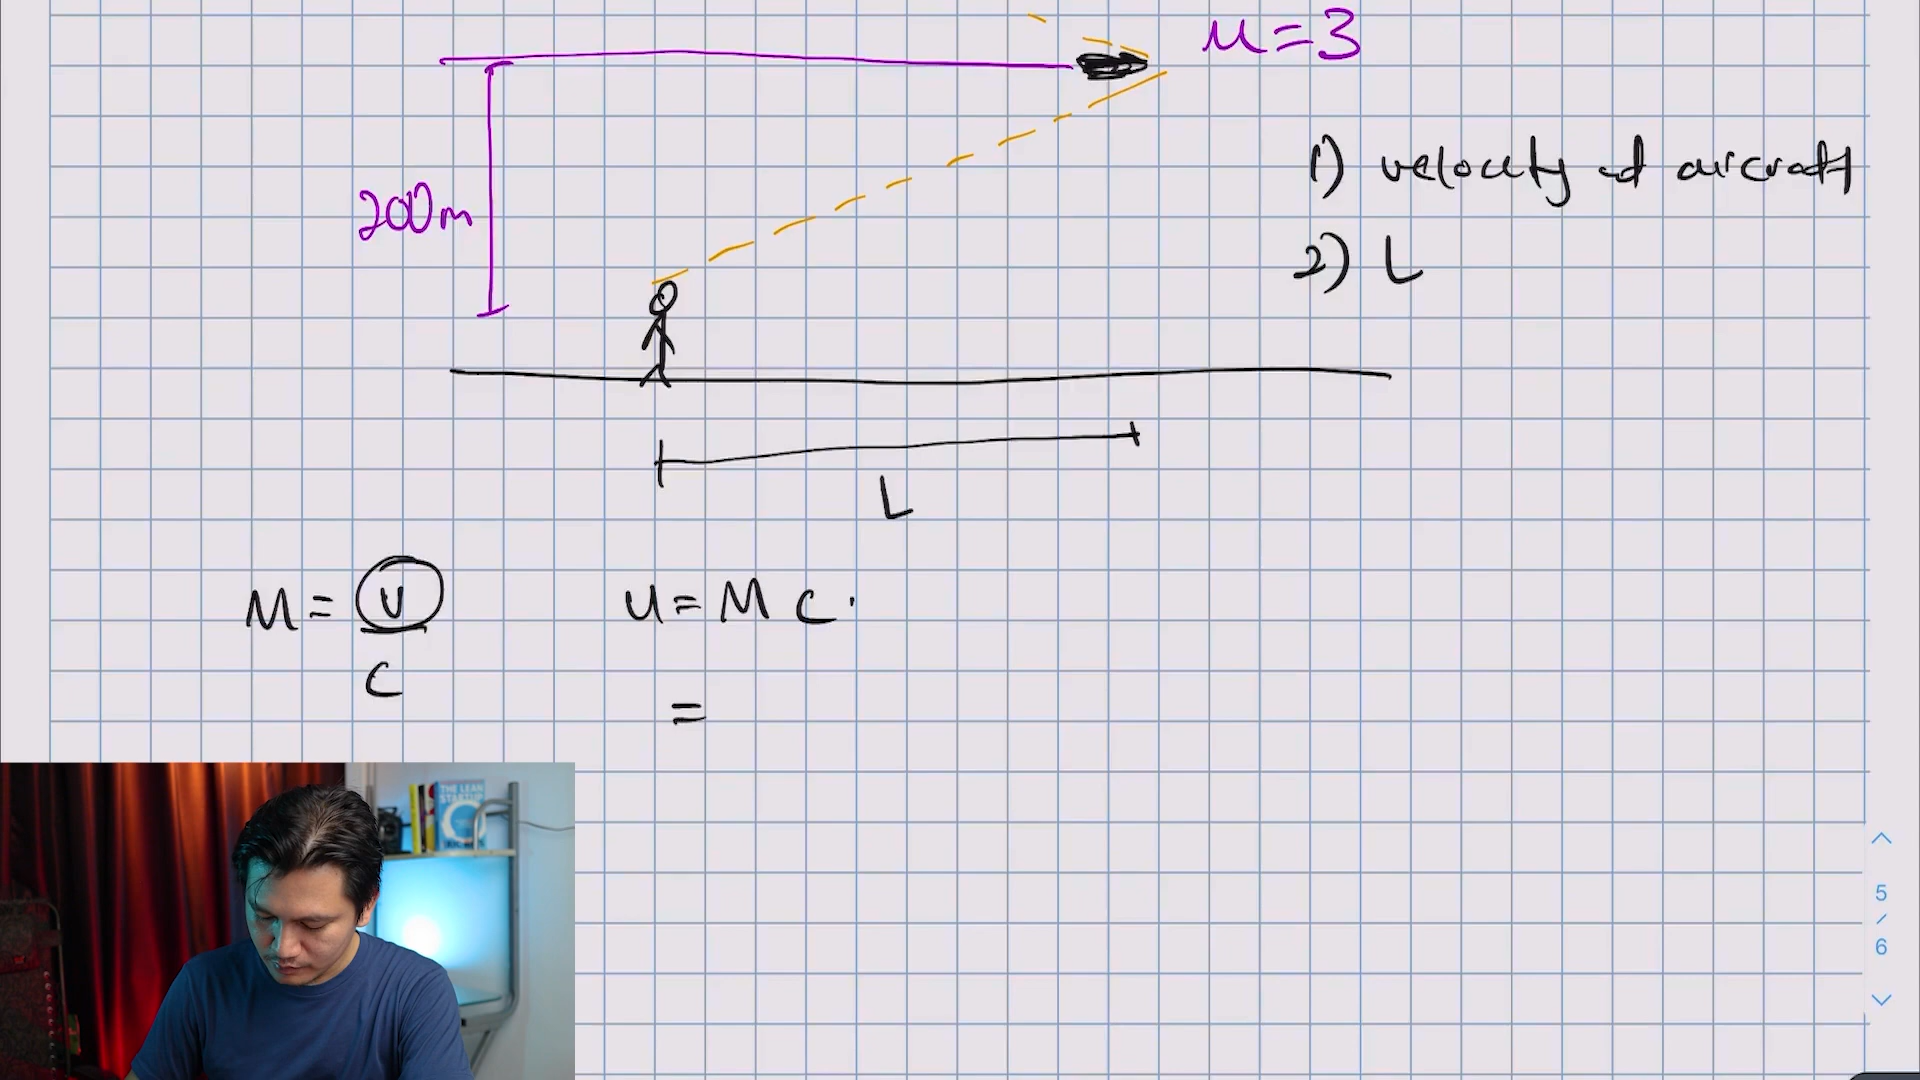 M=3
200m
1) velocity of aircraft
2) L
L
M = v/c
u = M c.
=
THE LEAN
STARTUP
5
/
6